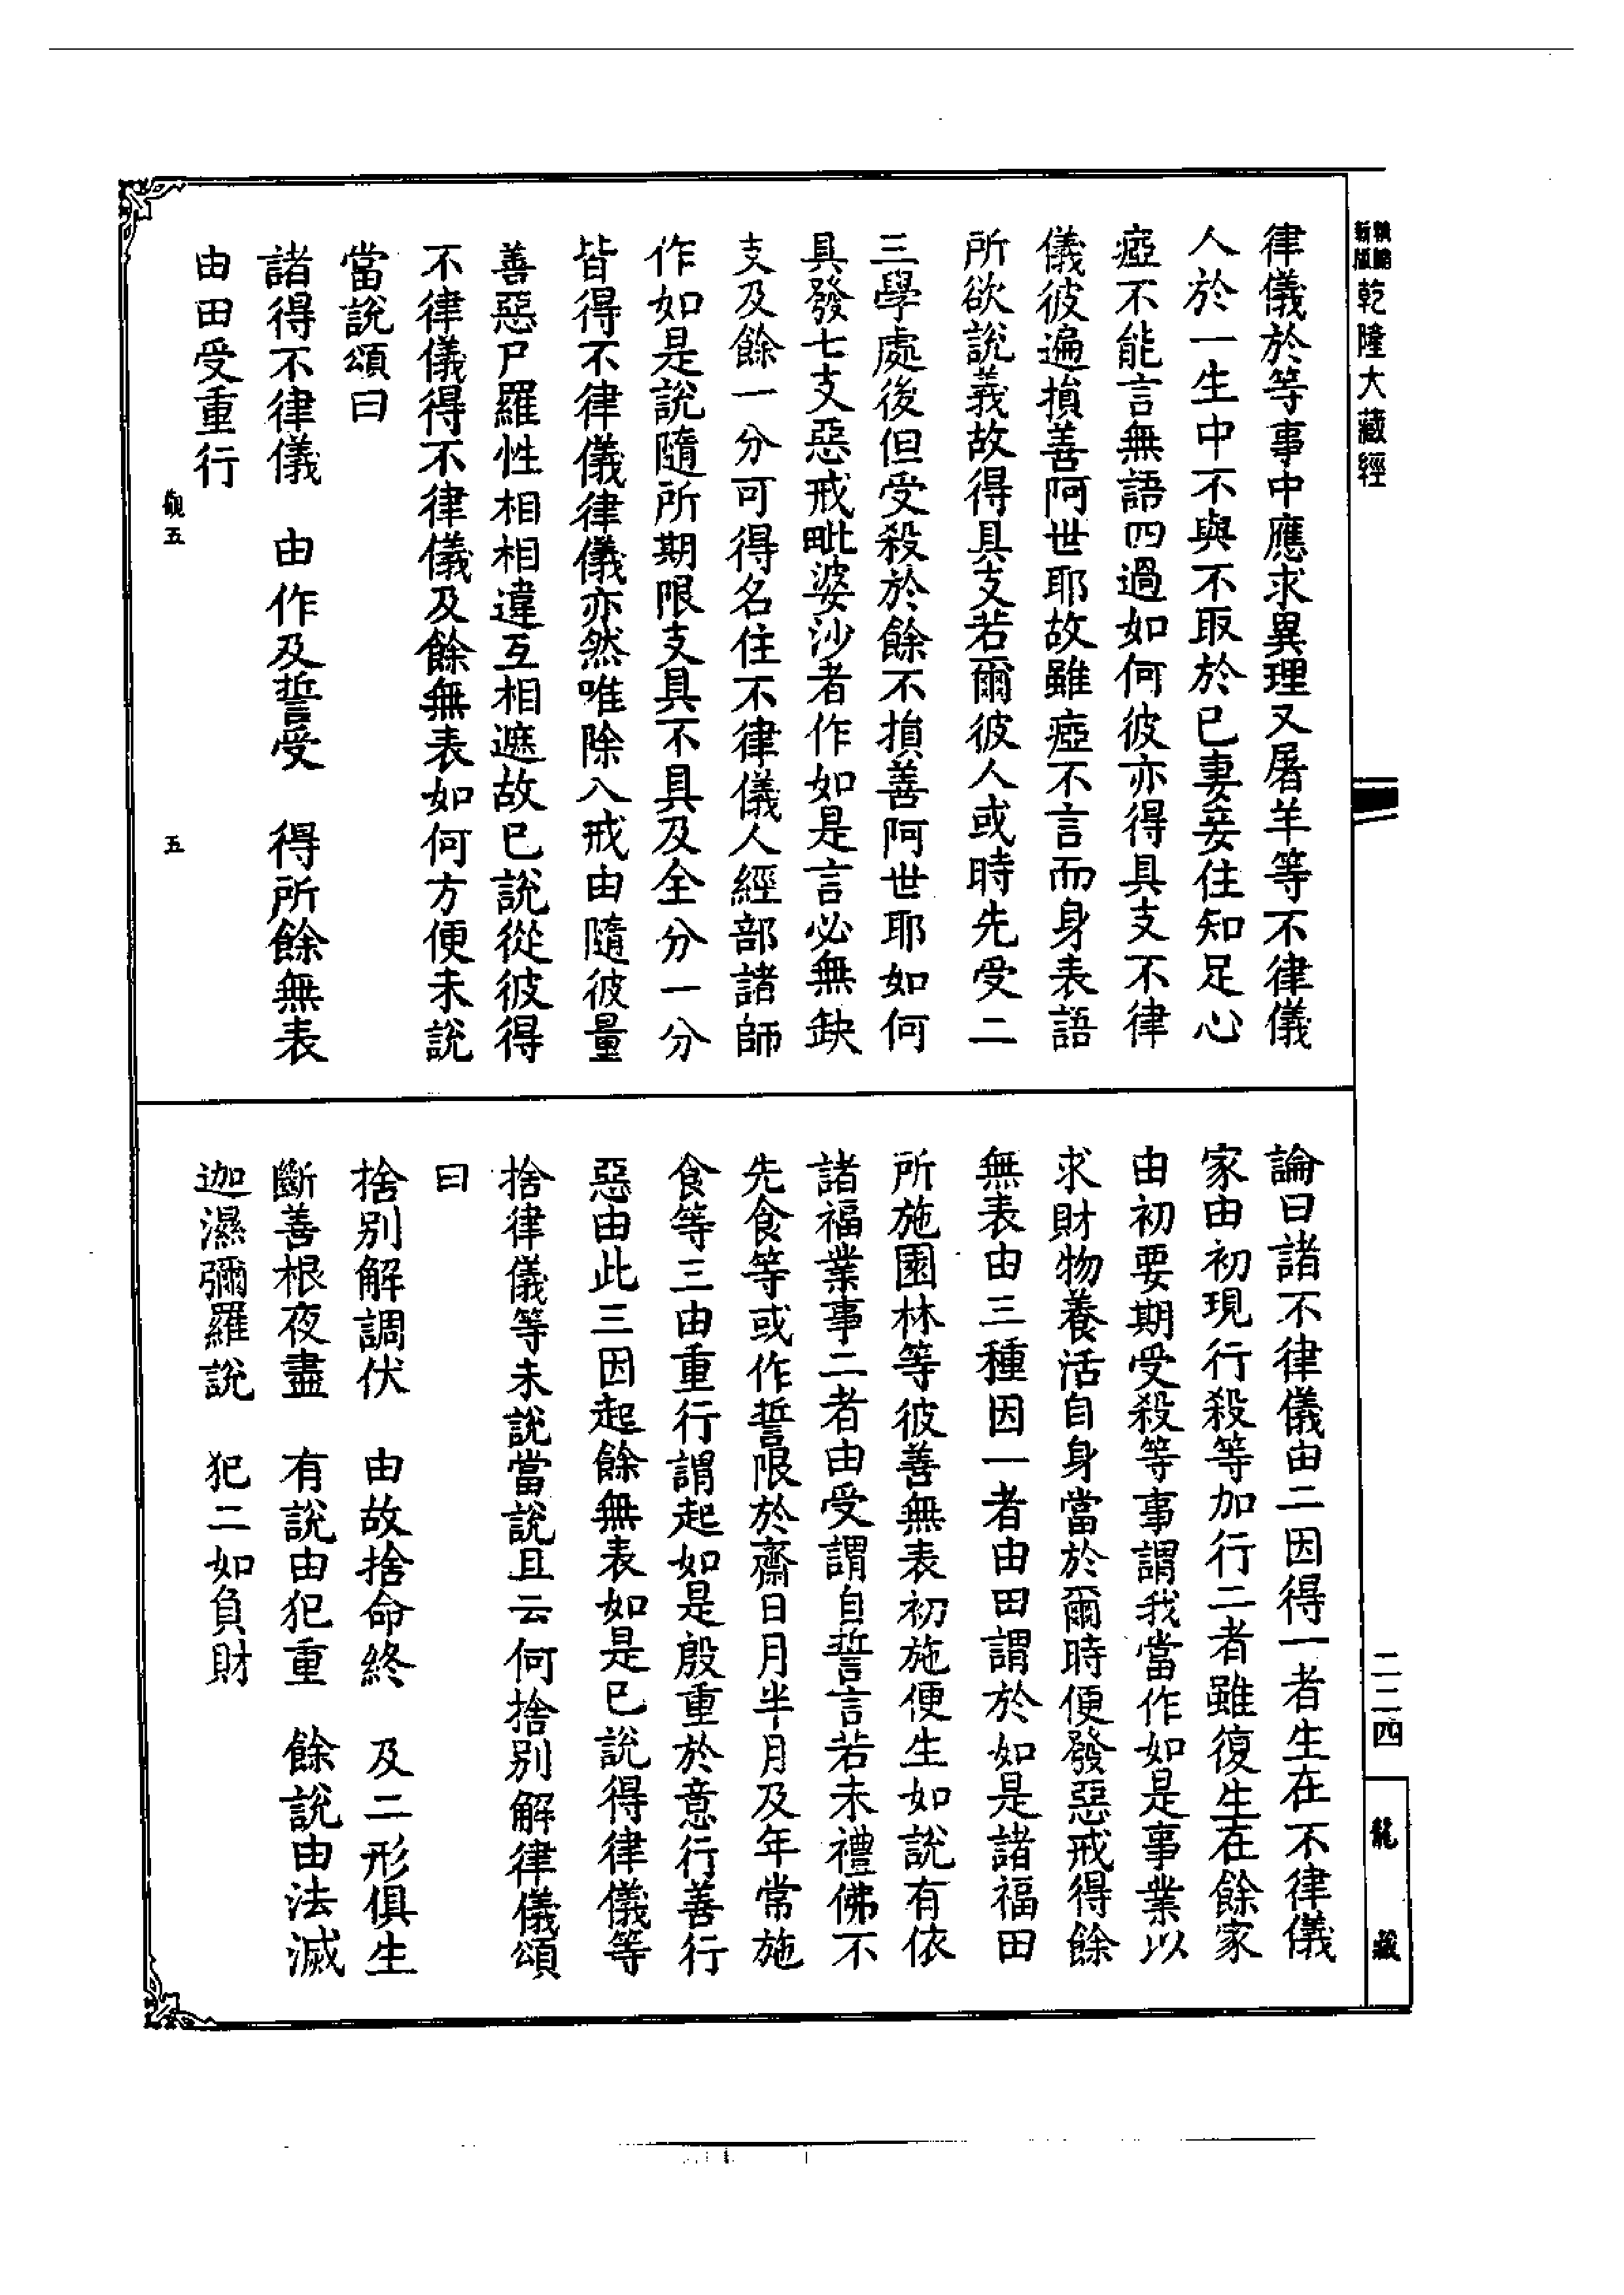 新版精縮乾隆大藏經
律儀於等事中應求異理又屠羊等不律儀
人於一生中不與不取於己妻妾住知足心
瘂不能言無語四過如何彼亦得具支不律
儀彼遍損善阿世耶故雖瘂不言而身表語
所欲說義故得具支若爾彼人或時先受二
三學處後但受殺於餘不損善阿世耶如何
具發七支惡戒毗婆沙者作如是言必無缺
支及餘一分可得名住不律儀人經部諸師
作如是說隨所期限支具不具及全分一分
皆得不律儀律儀亦然唯除八戒由隨彼量
善惡尸羅性相相違互相遮故已說從彼得
不律儀得不律儀及餘無表如何方便未說
當說頌曰
諸得不律儀　由作及誓受　得所餘無表
由田受重行
觀五　五
論曰諸不律儀由二因得一者生在不律儀
家由初現行殺等加行二者雖復生在餘家
由初要期受殺等事謂我當作如是事業以
求財物養活自身當於爾時便發惡戒得餘
無表由三種因一者由田謂於如是諸福田
所施園林等彼善無表初施便生如說有依
諸福業事二者由受謂自誓言若未禮佛不
先食等或作誓限於齋日月半月及年常施
食等三由重行謂起如是殷重於意行善行
惡由此三因起餘無表如是已說得律儀等
捨律儀等未說當說且云何捨別解律儀頌
曰
捨別解調伏　由故捨命終　及二形俱生
斷善根夜盡　有說由犯重　餘說由法滅
迦濕彌羅說　犯二如負財
二二四
龍藏